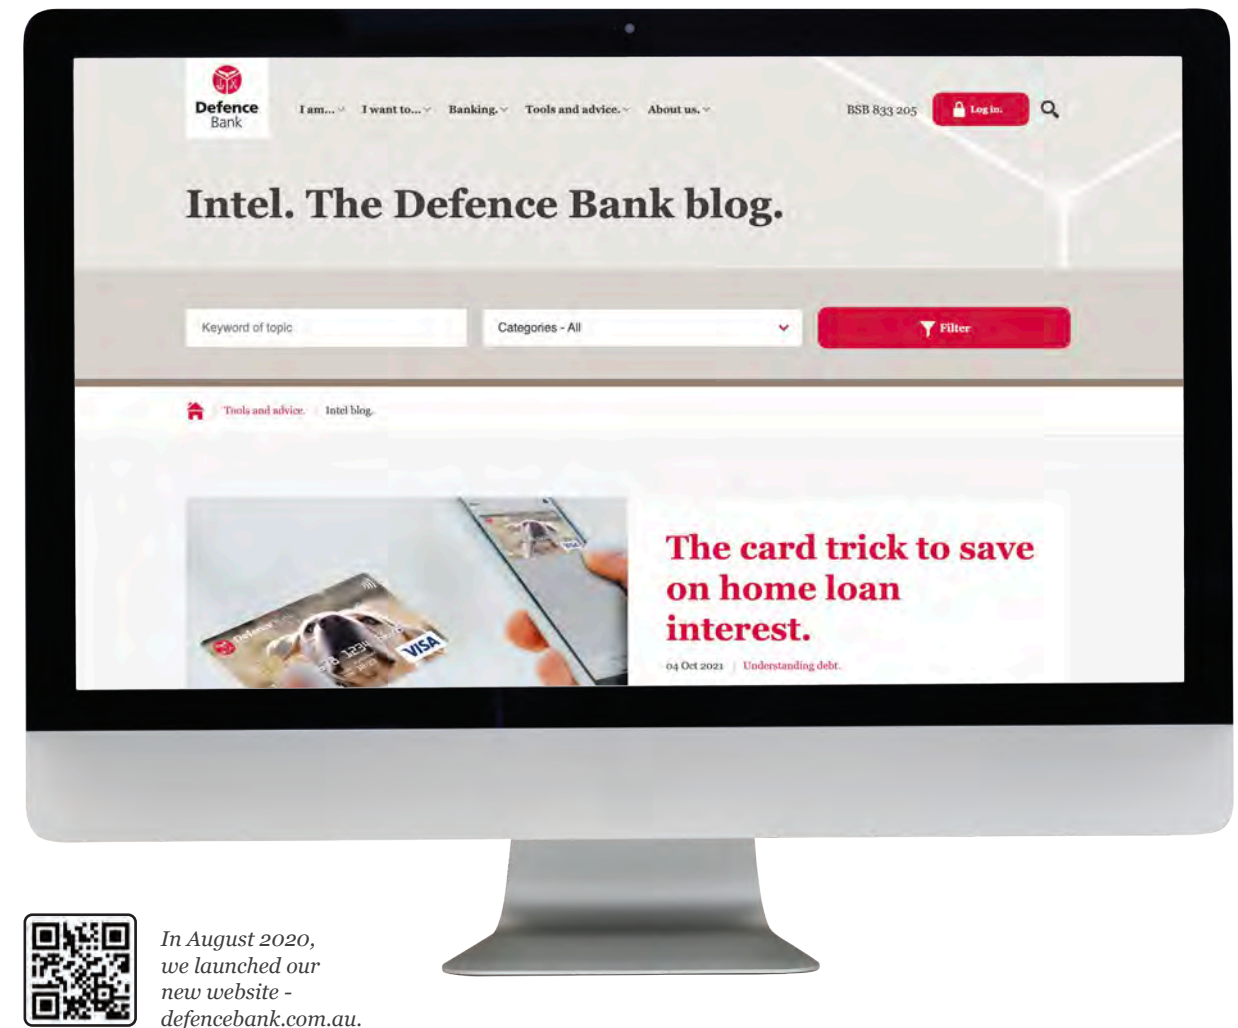 Defence
Bank
I am...
I want to...
Banking.
Tools and advice.
About us.
BSB 833 205
Log in.
Intel. The Defence Bank blog.
Keyword of topic
Categories - All
Filter
Tools and advice.
Intel blog.
The card trick to save
on home loan
interest.
04 Oct 2021
Understanding debt.
Defence
1234
VISA
VISA
In August 2020,
we launched our
new website -
defencebank.com.au.